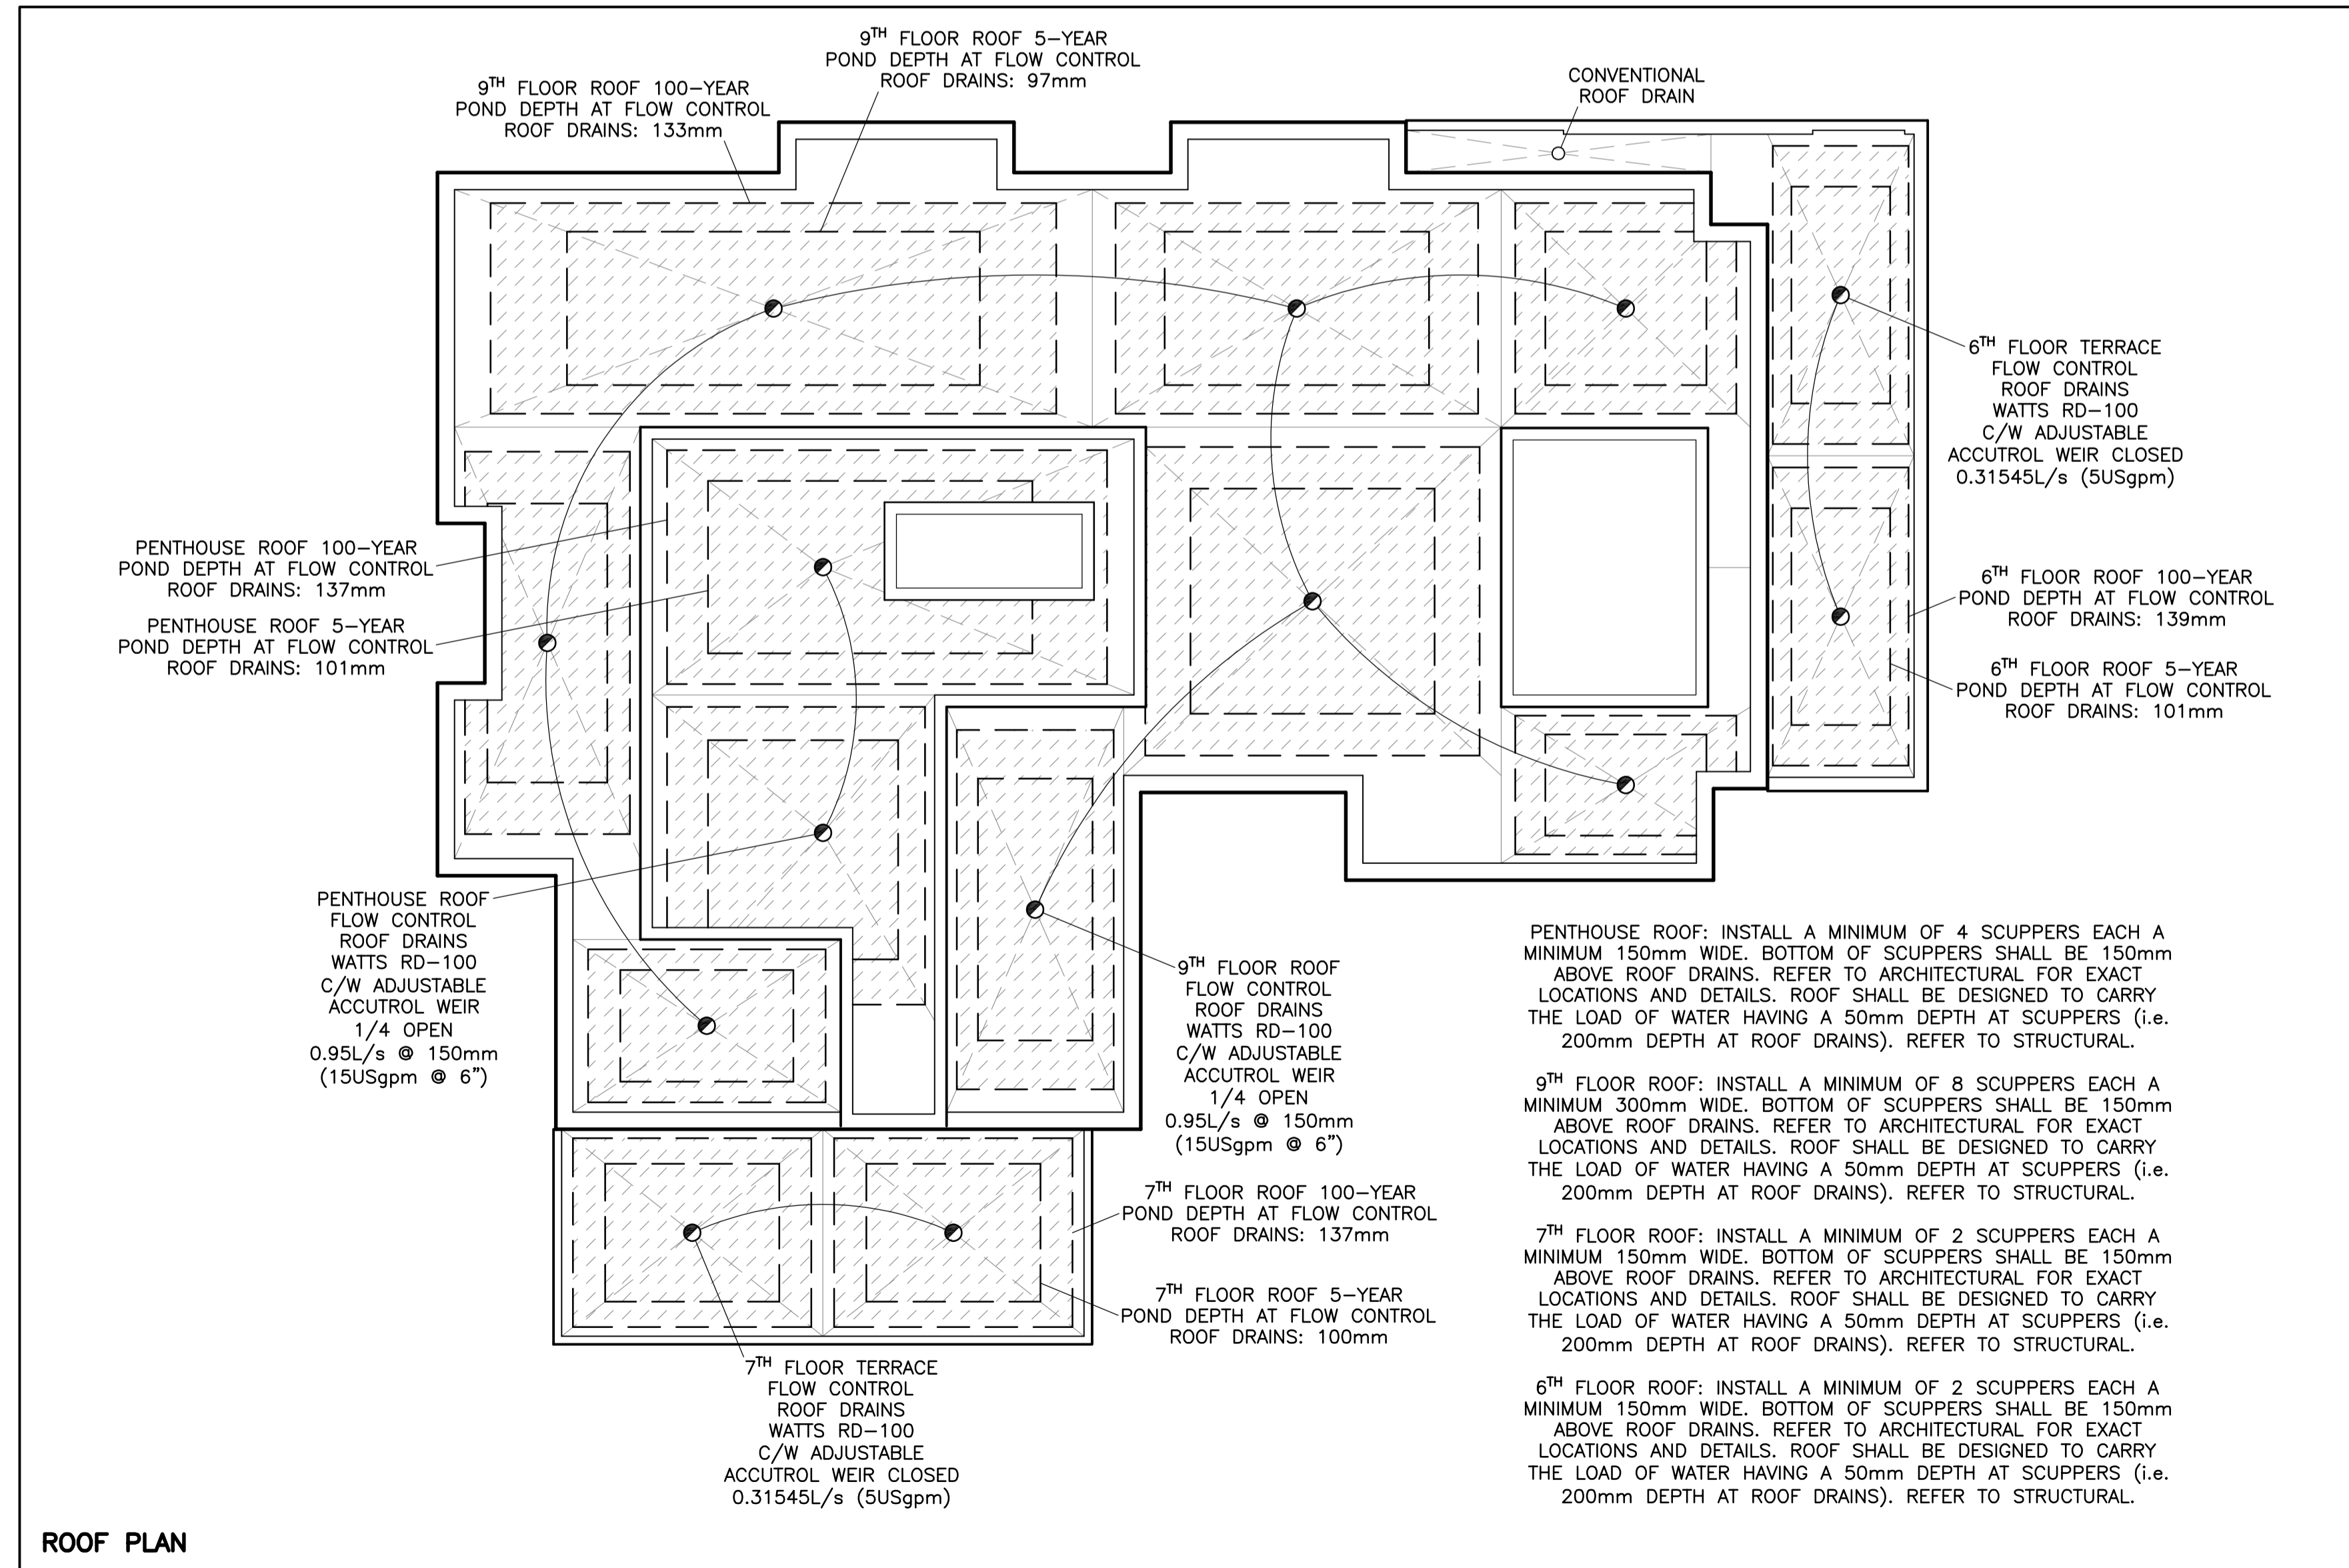 9TH FLOOR ROOF 5-YEAR
POND DEPTH AT FLOW CONTROL
ROOF DRAINS: 97mm
9TH FLOOR ROOF 100-YEAR
POND DEPTH AT FLOW CONTROL
ROOF DRAINS: 133mm
CONVENTIONAL
ROOF DRAIN
6TH FLOOR TERRACE
FLOW CONTROL
ROOF DRAINS
WATTS RD-100
C/W ADJUSTABLE
ACCUTROL WEIR CLOSED
0.31545L/s (5USgpm)
PENTHOUSE ROOF 100-YEAR
POND DEPTH AT FLOW CONTROL
ROOF DRAINS: 137mm
PENTHOUSE ROOF 5-YEAR
POND DEPTH AT FLOW CONTROL
ROOF DRAINS: 101mm
6TH FLOOR ROOF 100-YEAR
POND DEPTH AT FLOW CONTROL
ROOF DRAINS: 139mm
6TH FLOOR ROOF 5-YEAR
POND DEPTH AT FLOW CONTROL
ROOF DRAINS: 101mm
PENTHOUSE ROOF
FLOW CONTROL
ROOF DRAINS
WATTS RD-100
C/W ADJUSTABLE
ACCUTROL WEIR
1/4 OPEN
0.95L/s @ 150mm
(15USgpm @ 6")
9TH FLOOR ROOF
FLOW CONTROL
ROOF DRAINS
WATTS RD-100
C/W ADJUSTABLE
ACCUTROL WEIR
1/4 OPEN
0.95L/s @ 150mm
(15USgpm @ 6")
7TH FLOOR ROOF 100-YEAR
POND DEPTH AT FLOW CONTROL
ROOF DRAINS: 137mm
7TH FLOOR ROOF 5-YEAR
POND DEPTH AT FLOW CONTROL
ROOF DRAINS: 100mm
7TH FLOOR TERRACE
FLOW CONTROL
ROOF DRAINS
WATTS RD-100
C/W ADJUSTABLE
ACCUTROL WEIR CLOSED
0.31545L/s (5USgpm)
PENTHOUSE ROOF: INSTALL A MINIMUM OF 4 SCUPPERS EACH A
MINIMUM 150mm WIDE. BOTTOM OF SCUPPERS SHALL BE 150mm
ABOVE ROOF DRAINS. REFER TO ARCHITECTURAL FOR EXACT
LOCATIONS AND DETAILS. ROOF SHALL BE DESIGNED TO CARRY
THE LOAD OF WATER HAVING A 50mm DEPTH AT SCUPPERS (i.e.
200mm DEPTH AT ROOF DRAINS). REFER TO STRUCTURAL.
9TH FLOOR ROOF: INSTALL A MINIMUM OF 8 SCUPPERS EACH A
MINIMUM 300mm WIDE. BOTTOM OF SCUPPERS SHALL BE 150mm
ABOVE ROOF DRAINS. REFER TO ARCHITECTURAL FOR EXACT
LOCATIONS AND DETAILS. ROOF SHALL BE DESIGNED TO CARRY
THE LOAD OF WATER HAVING A 50mm DEPTH AT SCUPPERS (i.e.
200mm DEPTH AT ROOF DRAINS). REFER TO STRUCTURAL.
7TH FLOOR ROOF: INSTALL A MINIMUM OF 2 SCUPPERS EACH A
MINIMUM 150mm WIDE. BOTTOM OF SCUPPERS SHALL BE 150mm
ABOVE ROOF DRAINS. REFER TO ARCHITECTURAL FOR EXACT
LOCATIONS AND DETAILS. ROOF SHALL BE DESIGNED TO CARRY
THE LOAD OF WATER HAVING A 50mm DEPTH AT SCUPPERS (i.e.
200mm DEPTH AT ROOF DRAINS). REFER TO STRUCTURAL.
6TH FLOOR ROOF: INSTALL A MINIMUM OF 2 SCUPPERS EACH A
MINIMUM 150mm WIDE. BOTTOM OF SCUPPERS SHALL BE 150mm
ABOVE ROOF DRAINS. REFER TO ARCHITECTURAL FOR EXACT
LOCATIONS AND DETAILS. ROOF SHALL BE DESIGNED TO CARRY
THE LOAD OF WATER HAVING A 50mm DEPTH AT SCUPPERS (i.e.
200mm DEPTH AT ROOF DRAINS). REFER TO STRUCTURAL.
ROOF PLAN